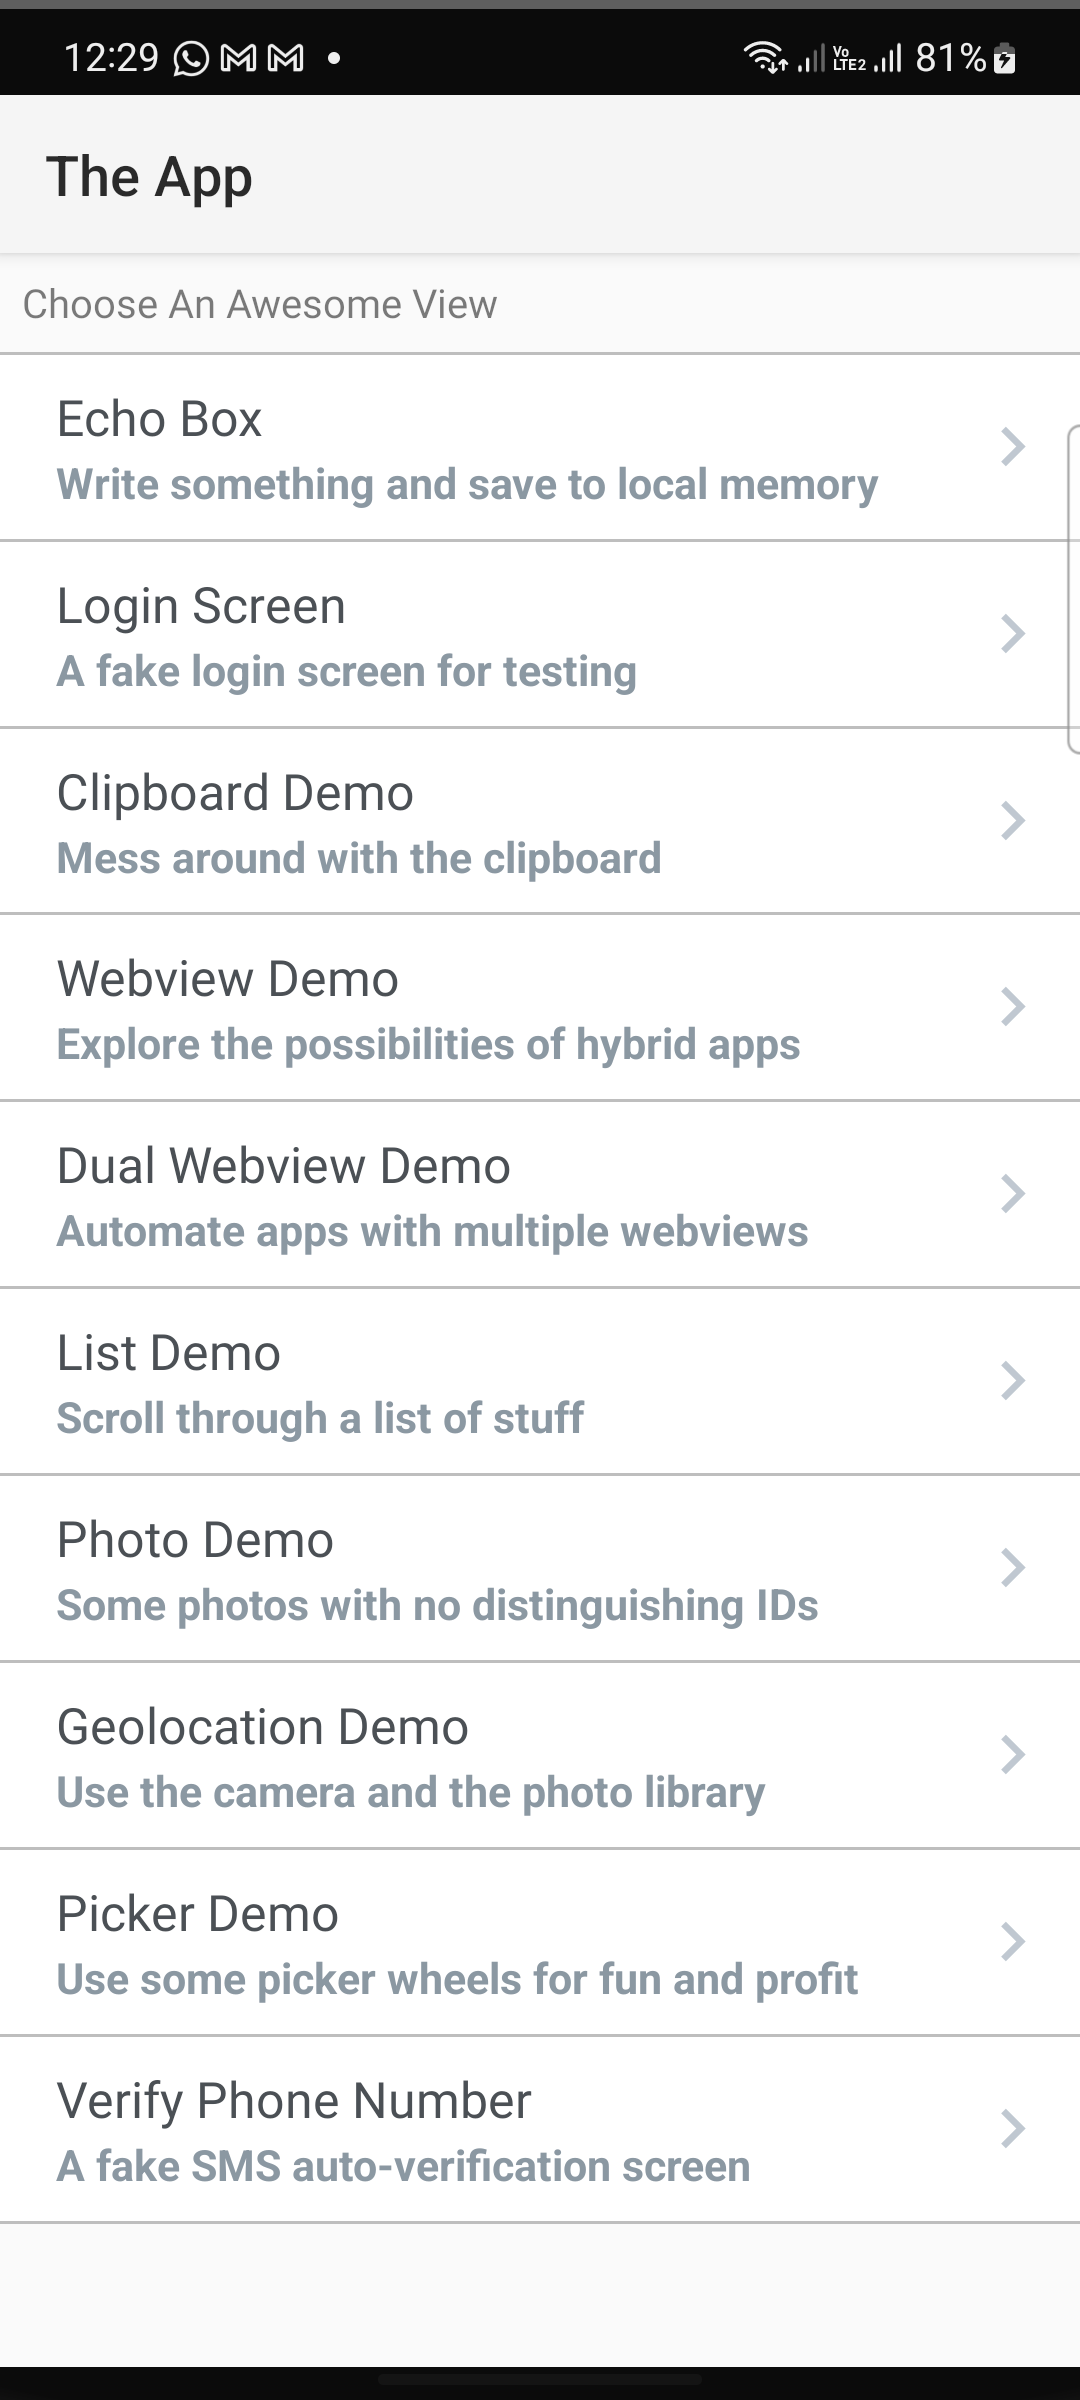 12:29
Vo
LTE2
81%
The App
Choose An Awesome View
Echo Box
Write something and save to local memory
Login Screen
A fake login screen for testing
Clipboard Demo
Mess around with the clipboard
Webview Demo
Explore the possibilities of hybrid apps
Dual Webview Demo
Automate apps with multiple webviews
List Demo
Scroll through a list of stuff
Photo Demo
Some photos with no distinguishing IDs
Geolocation Demo
Use the camera and the photo library
Picker Demo
Use some picker wheels for fun and profit
Verify Phone Number
A fake SMS auto-verification screen